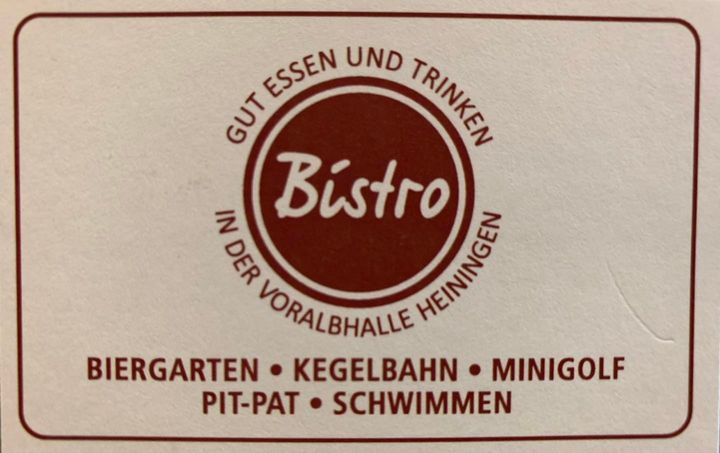 GUT ESSEN UND TRINKEN
Bistro
IN DER VORALBHALLE HEININGEN
BIERGARTEN • KEGELBAHN • MINIGOLF
PIT-PAT • SCHWIMMEN